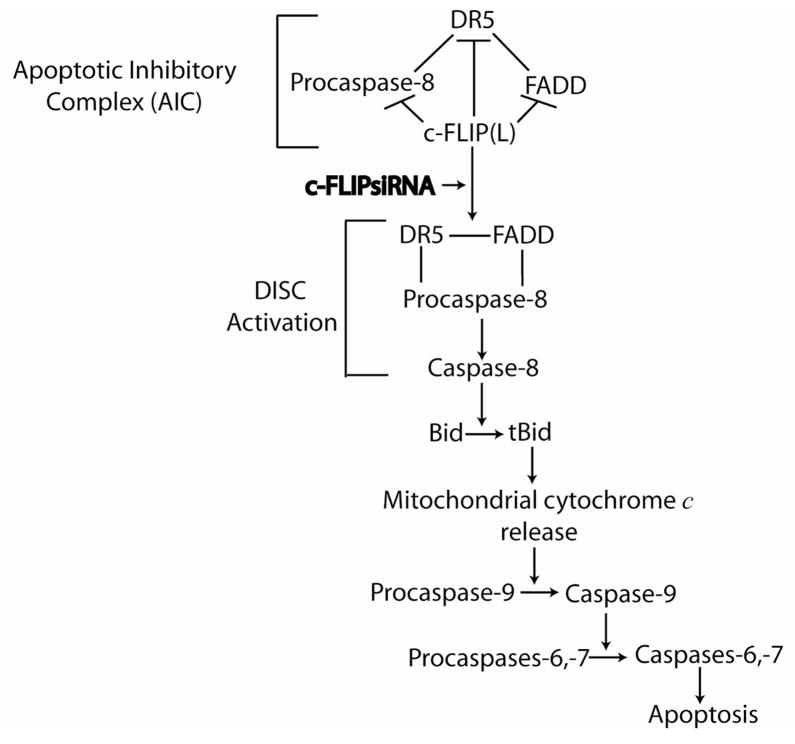 DR5
Apoptotic Inhibitory
Complex (AIC)
Procaspase-8
FADD
c-FLIP(L)
c-FLIPsiRNA
DR5
FADD
DISC
Activation
Procaspase-8
Caspase-8
Bid
tBid
Mitochondrial cytochrome c
release
Procaspase-9
Caspase-9
Procaspases-6,-7
Caspases-6,-7
Apoptosis